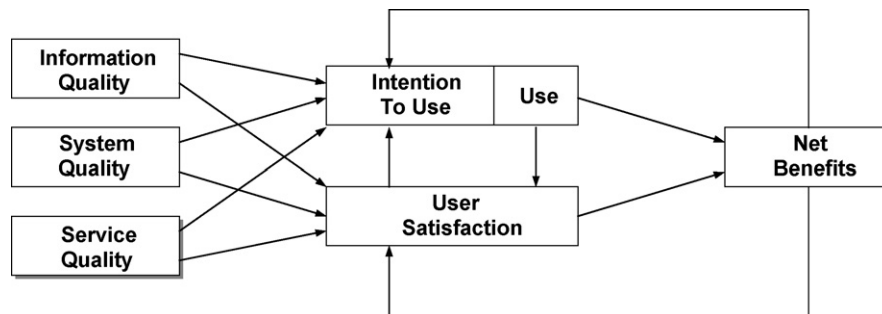 Information
Quality
System
Quality
Service
Quality
Intention
To Use
Use
User
Satisfaction
Net
Benefits